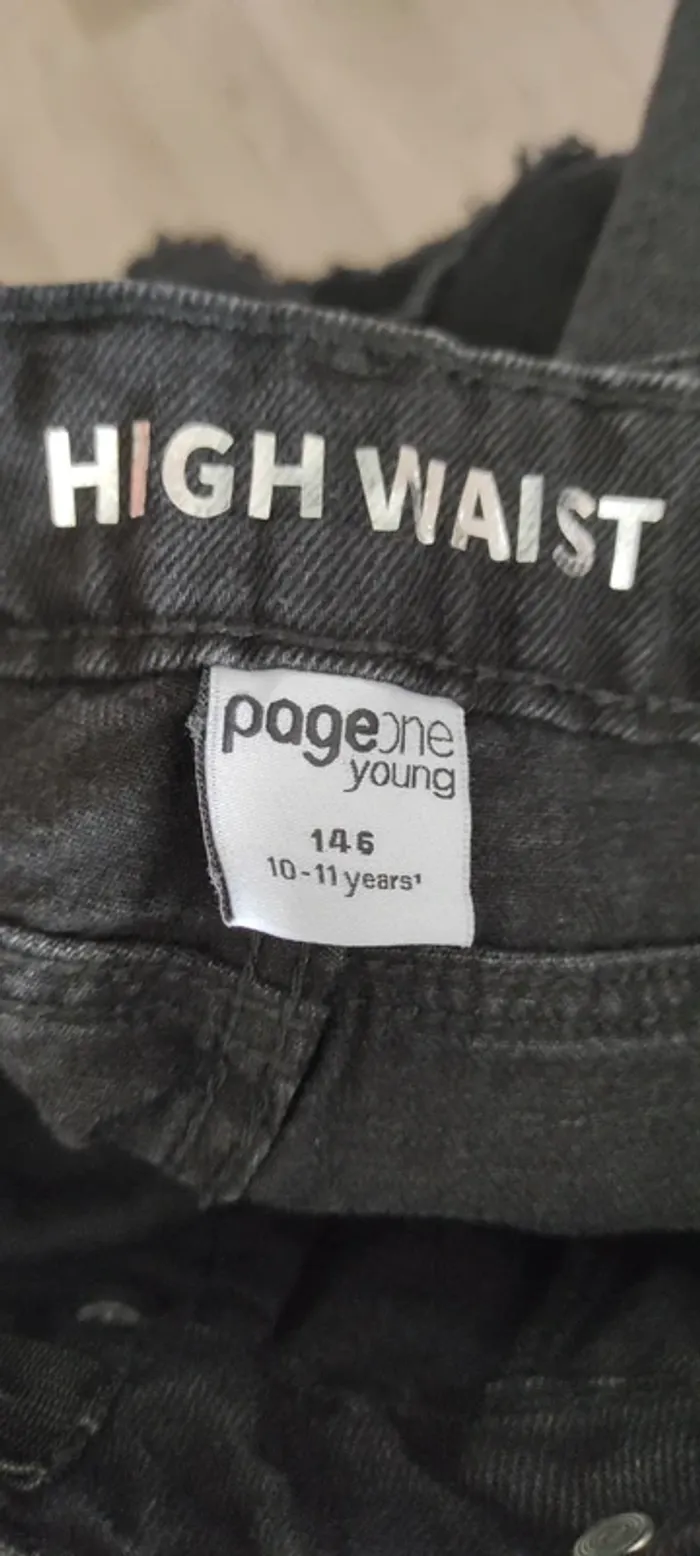 HIGH WAIST
pageone
young
146
10-11 years¹